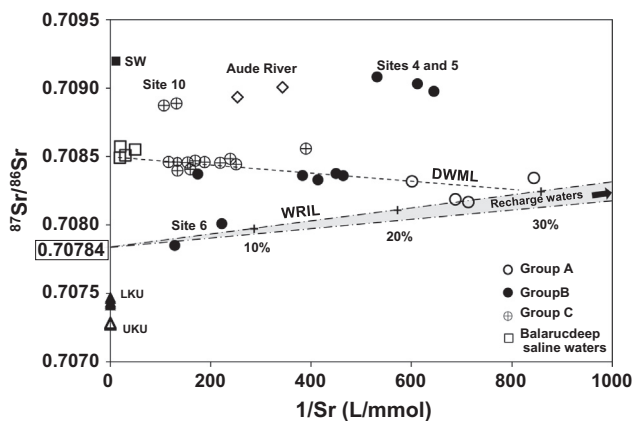 0.7095
SW
Site 10
Aude River
Sites 4 and 5
0.7090
0.7085
DWML
0.7080
Site 6
WRIL
Recharge waters
0.70784
10%
20%
30%
0.7075
LKU
UKU
0.7070
Group A
GroupB
Group C
Balarucdeep
saline waters
87Sr/86Sr
0
200
400
600
800
1000
1/Sr (L/mmol)